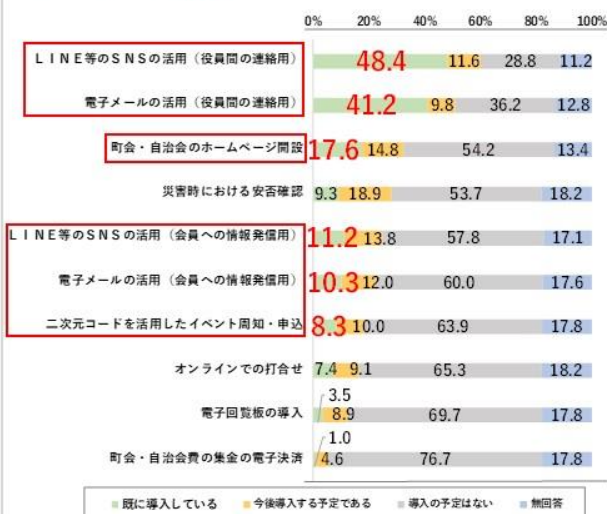 0% 20% 40% 60% 80% 100%
LINE等のSNSの活用（役員間の連絡用） 48.4 11.6 28.8 11.2
電子メールの活用（役員間の連絡用） 41.2 9.8 36.2 12.8
町会・自治会のホームページ開設 17.6 14.8 54.2 13.4
災害時における安否確認 9.3 18.9 53.7 18.2
LINE等のSNSの活用（会員への情報発信用） 11.2 13.8 57.8 17.1
電子メールの活用（会員への情報発信用） 10.3 12.0 60.0 17.6
二次元コードを活用したイベント周知・申込 8.3 10.0 63.9 17.8
オンラインでの打合せ 7.4 9.1 65.3 18.2
電子回覧板の導入 3.5 8.9 69.7 17.8
町会・自治会費の集金の電子決済 1.0 4.6 76.7 17.8
既に導入している 今後導入する予定である 導入の予定はない 無回答